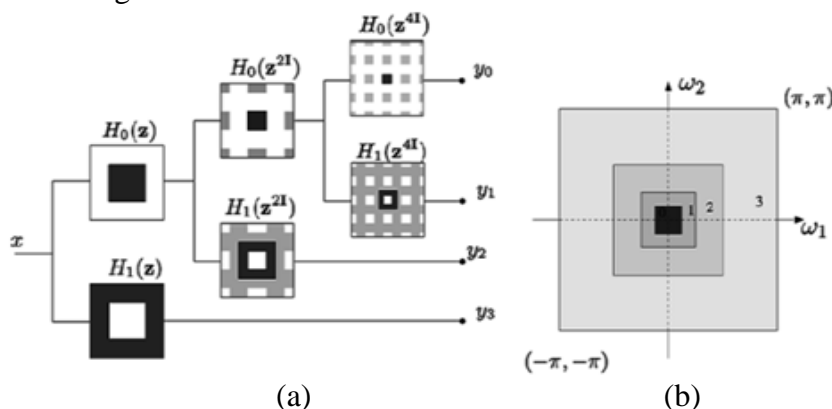 H₀(z⁴ᴵ)
y₀
H₀(z²ᴵ)
H₀(z)
H₁(z⁴ᴵ)
y₁
H₁(z²ᴵ)
y₂
x
H₁(z)
y₃
(a)
ω₂
(π, π)
1 2 3
ω₁
(−π, −π)
(b)